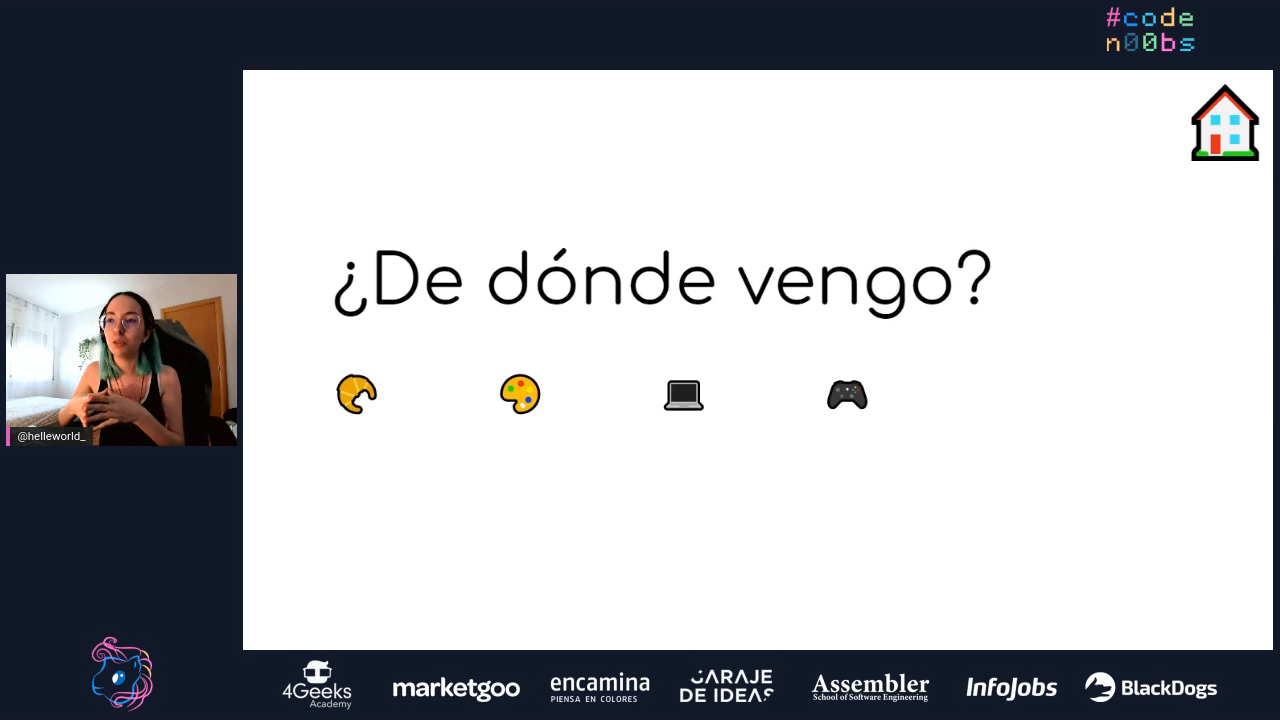 #code
n00bs
¿De dónde vengo?
@helleworld_
4Geeks
Academy
marketgoo
encamina
PIENSA EN COLORES
GARAJE
DE IDEAS
Assembler
School of Software Engineering
InfoJobs
BlackDogs